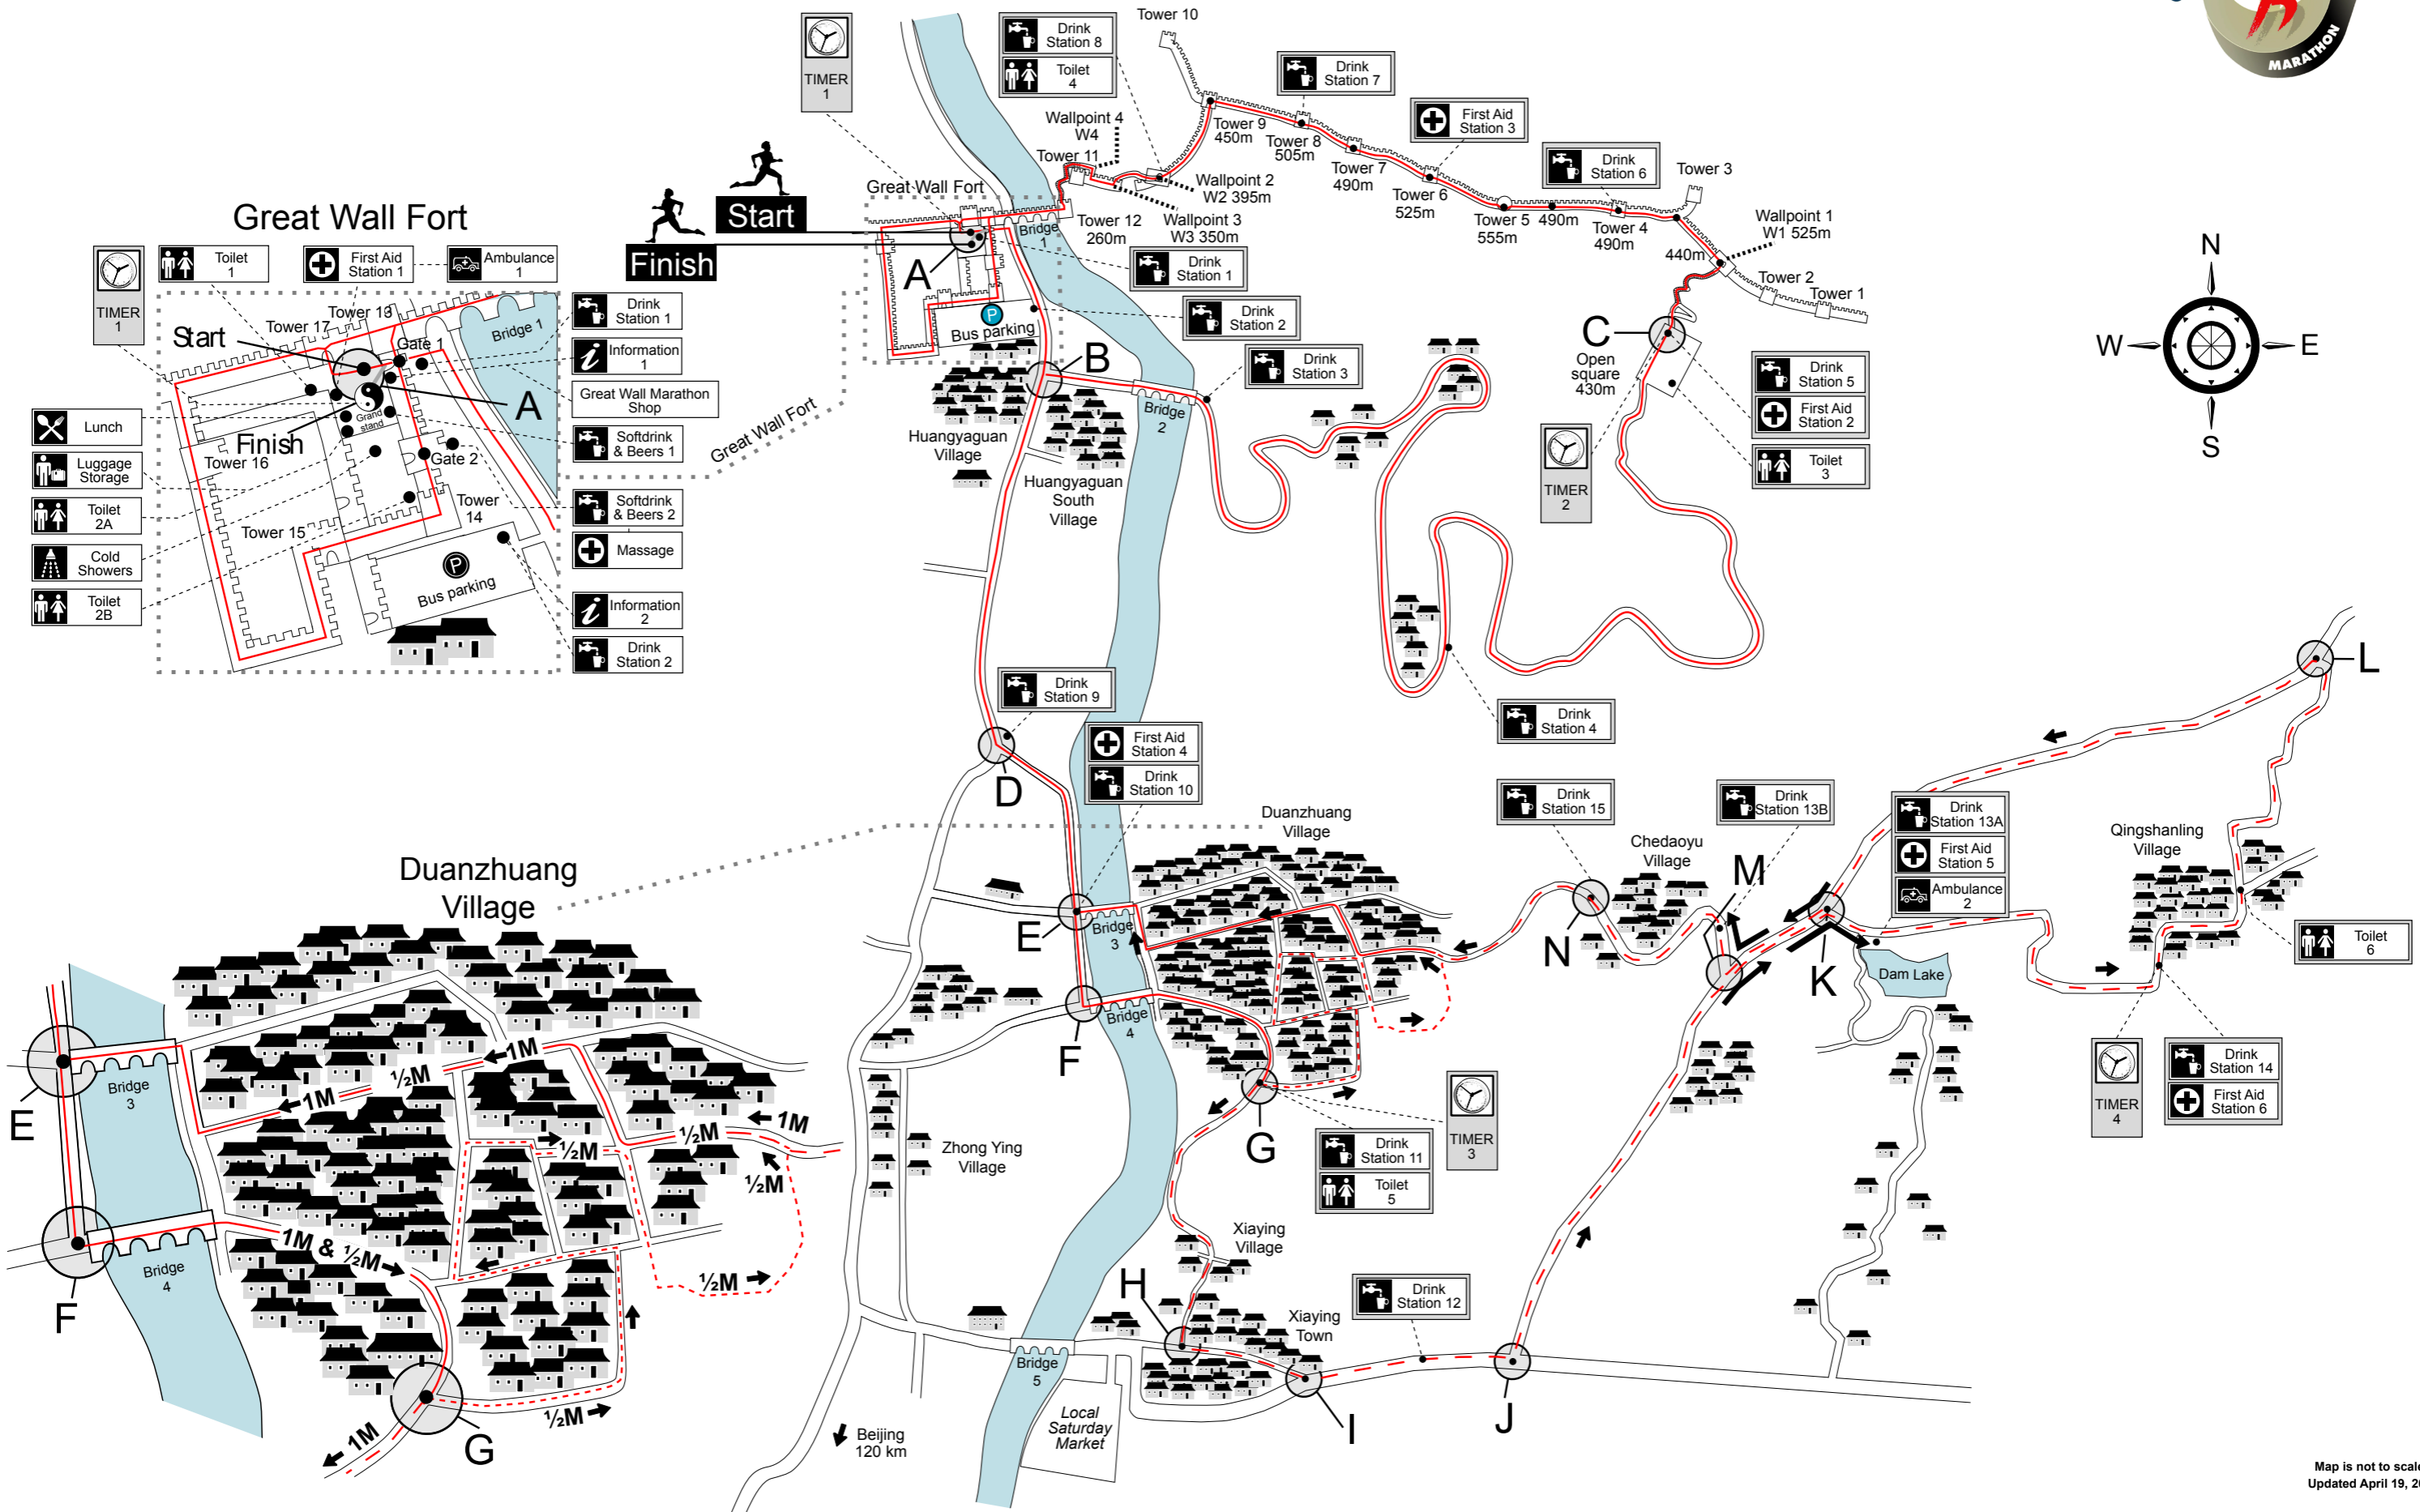 MARATHON
TIMER
1
Drink
Station 8
Toilet
4
Tower 10
Drink
Station 7
First Aid
Station 3
Drink
Station 6
Wallpoint 4
W4
Tower 11
Tower 9
450m
Tower 8
505m
Tower 7
490m
Tower 6
525m
Tower 5
555m
490m
Tower 4
490m
Tower 3
440m
Wallpoint 1
W1 525m
Tower 2
Tower 1
Wallpoint 2
W2 395m
Wallpoint 3
W3 350m
Tower 12
260m
Great Wall Fort
Start
Finish
A
Bridge
1
Drink
Station 1
Drink
Station 2
P
Bus parking
B
Drink
Station 3
Bridge
2
Huangyaguan
Village
Huangyaguan
South
Village
C
Open
square
430m
TIMER
2
Drink
Station 5
First Aid
Station 2
Toilet
3
N
W
E
S
Great Wall Fort
TIMER
1
Toilet
1
First Aid
Station 1
Ambulance
1
Start
Tower 17
Tower 13
Gate 1
Bridge 1
Drink
Station 1
Information
1
Great Wall Marathon
Shop
Softdrink
& Beers 1
A
Grand
stand
Finish
Tower 16
Gate 2
Tower
14
Tower 15
P
Bus parking
Lunch
Luggage
Storage
Toilet
2A
Cold
Showers
Toilet
2B
Softdrink
& Beers 2
Massage
Information
2
Drink
Station 2
Great Wall Fort
Drink
Station 4
Drink
Station 9
D
First Aid
Station 4
Drink
Station 10
Duanzhuang
Village
Drink
Station 15
Chedaoyu
Village
Drink
Station 13B
M
Drink
Station 13A
First Aid
Station 5
Ambulance
2
Qingshanling
Village
L
Toilet
6
N
K
Dam Lake
TIMER
4
Drink
Station 14
First Aid
Station 6
E
Bridge
3
F
Bridge
4
G
Drink
Station 11
Toilet
5
TIMER
3
Zhong Ying
Village
Xiaying
Village
H
Xiaying
Town
Drink
Station 12
I
J
Bridge
5
Local
Saturday
Market
Beijing
120 km
Duanzhuang
Village
E
Bridge
3
F
Bridge
4
1M
½M
1M
1M
½M
½M
½M
1M & ½M
½M
½M
1M
G
Map is not to scale
Updated April 19,